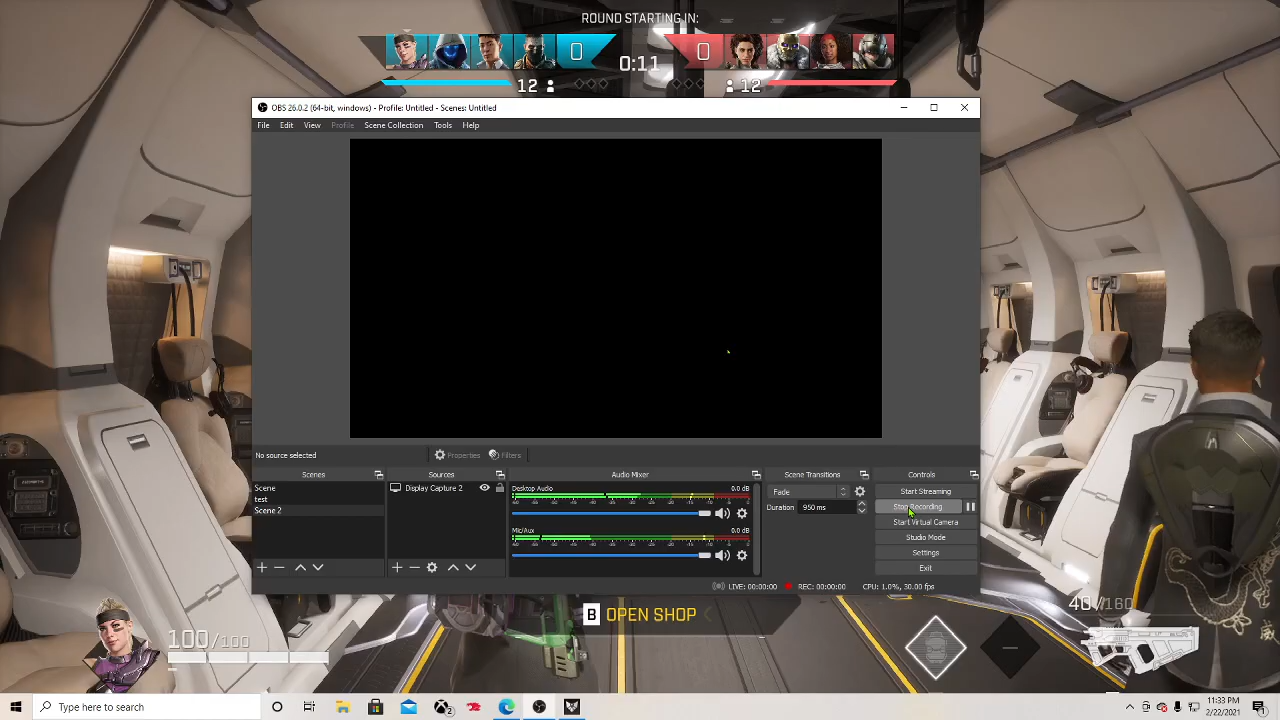 ROUND STARTING IN:
0 0:11 0
12 12
OBS 26.0.2 (64-bit, windows) - Profile: Untitled - Scenes: Untitled
File Edit View Profile Scene Collection Tools Help
No source selected Properties Filters
Scenes Sources Audio Mixer Scene Transitions Controls
Scene
test
Scene 2
Display Capture 2
Desktop Audio 0.0 dB
Mic/Aux 0.0 dB
Fade
Duration 950 ms
Start Streaming
Stop Recording
Start Virtual Camera
Studio Mode
Settings
Exit
LIVE: 00:00:00 REC: 00:00:00 CPU: 1.0%, 30.00 fps
B OPEN SHOP
100/100
40/160
Type here to search
2
11:33 PM
2/22/2021
1